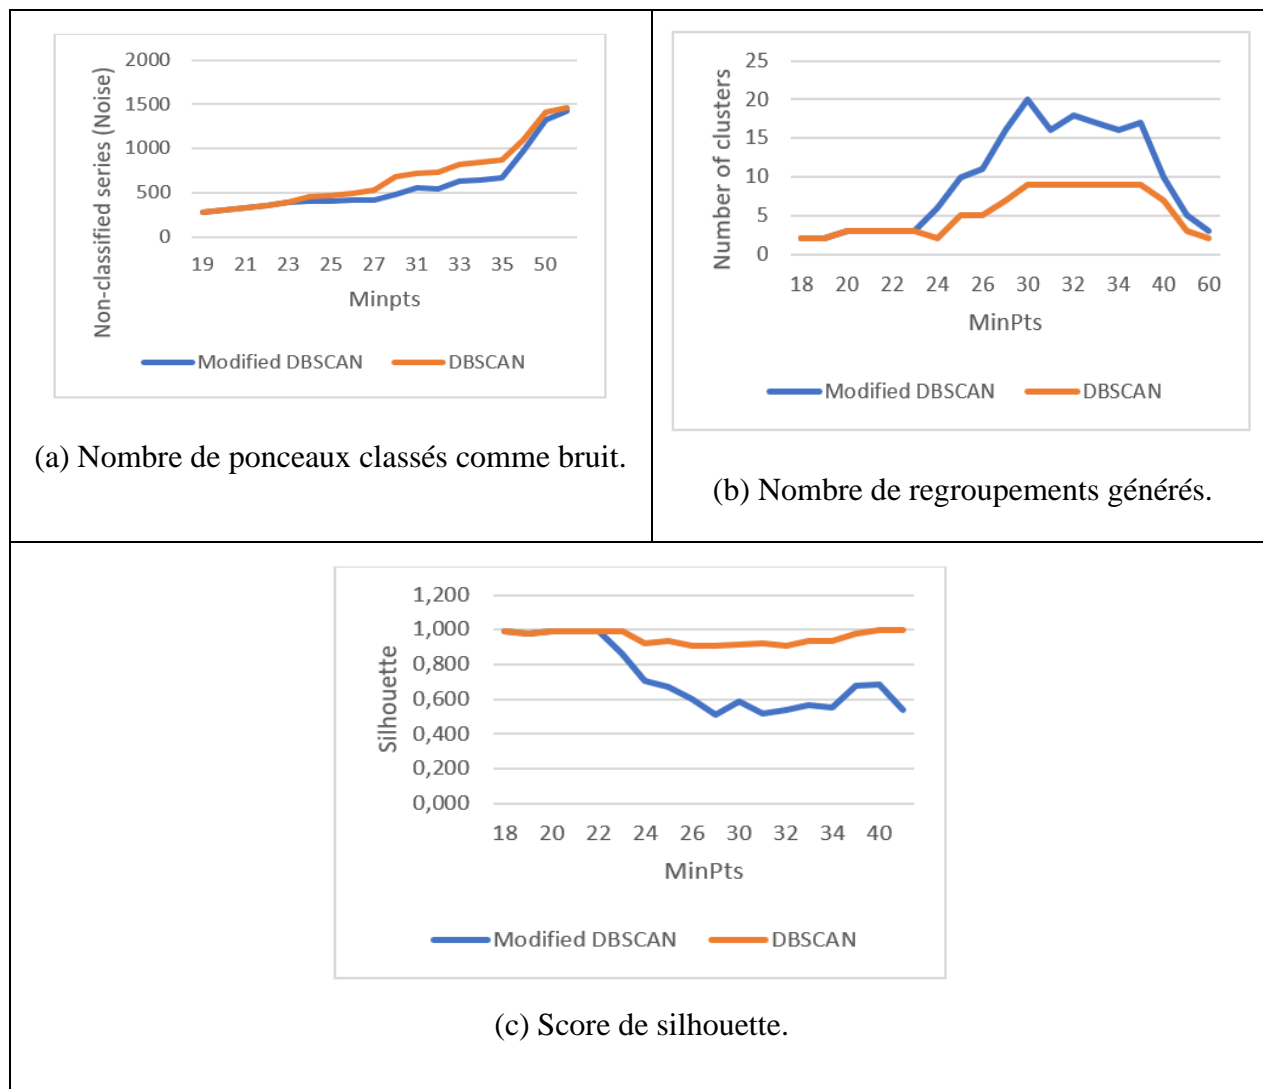 2000
1500
1000
500
0
Non-classified series (Noise)
19 21 23 25 27 31 33 35 50
Minpts
Modified DBSCAN DBSCAN
(a) Nombre de ponceaux classés comme bruit.
25
20
15
10
5
0
Number of clusters
18 20 22 24 26 30 32 34 40 60
MinPts
Modified DBSCAN DBSCAN
(b) Nombre de regroupements générés.
1,200
1,000
0,800
0,600
0,400
0,200
0,000
Silhouette
18 20 22 24 26 30 32 34 40
MinPts
Modified DBSCAN DBSCAN
(c) Score de silhouette.